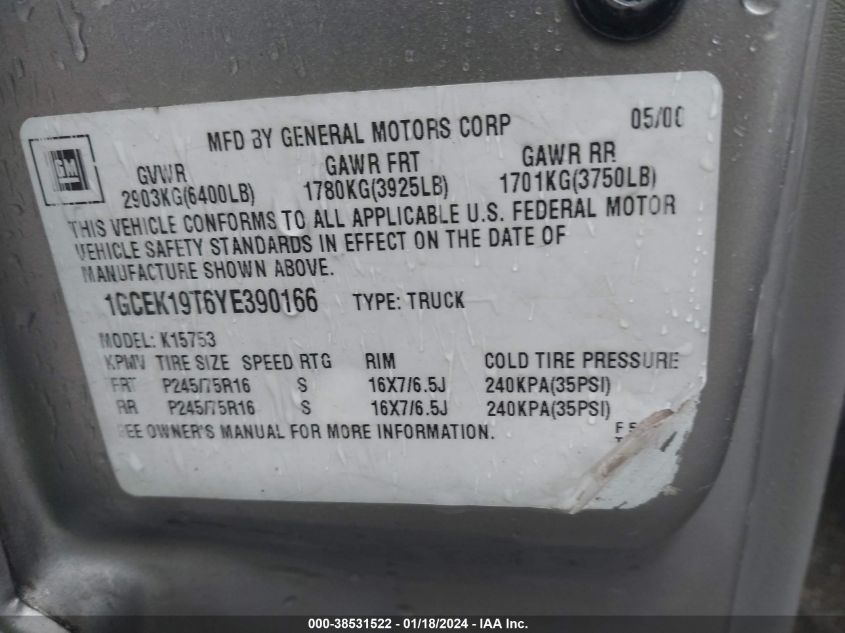 GM
MFD BY GENERAL MOTORS CORP 05/00
GVWR GAWR FRT GAWR RR
2903KG(6400LB) 1780KG(3925LB) 1701KG(3750LB)
THIS VEHICLE CONFORMS TO ALL APPLICABLE U.S. FEDERAL MOTOR
VEHICLE SAFETY STANDARDS IN EFFECT ON THE DATE OF
MANUFACTURE SHOWN ABOVE.
1GCEK19T6YE390166 TYPE: TRUCK
MODEL: K15753
KPMV TIRE SIZE SPEED RTG RIM COLD TIRE PRESSURE
FRT P245/75R16 S 16X7/6.5J 240KPA(35PSI)
RR P245/75R16 S 16X7/6.5J 240KPA(35PSI)
SEE OWNER'S MANUAL FOR MORE INFORMATION.
000-38531522 - 01/18/2024 - IAA Inc.